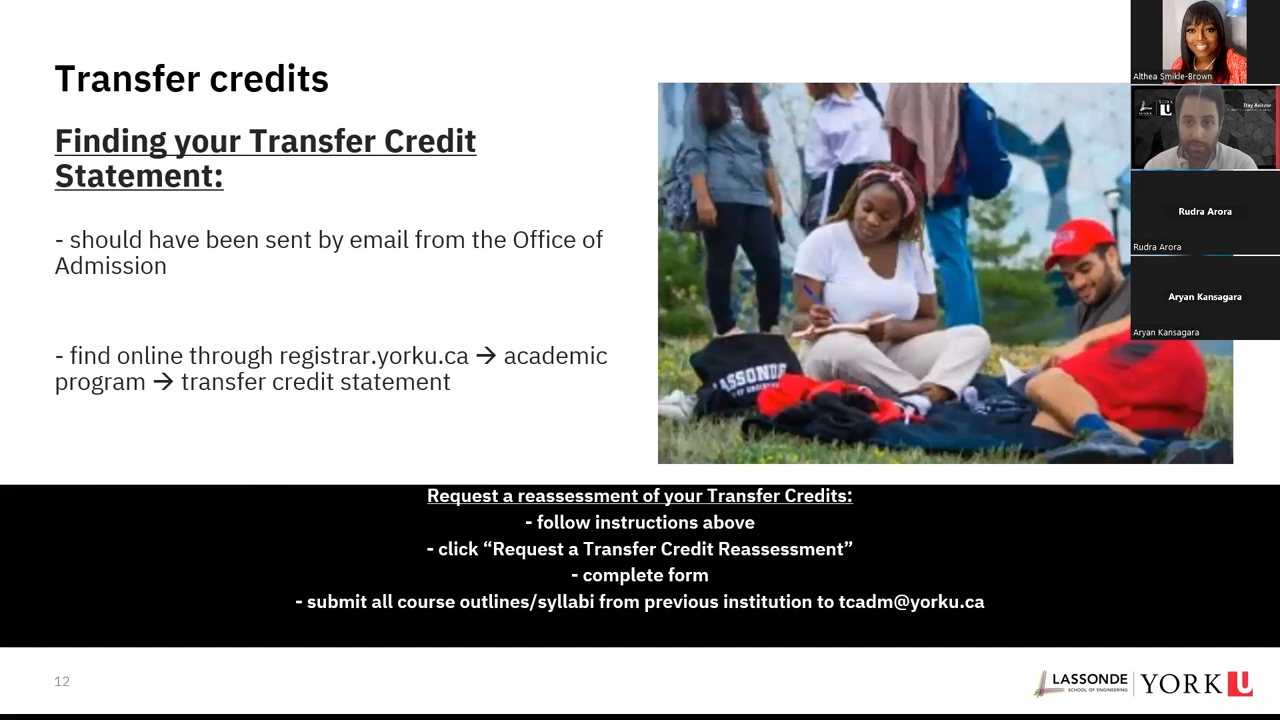 Transfer credits
Finding your Transfer Credit
Statement:
- should have been sent by email from the Office of
Admission
- find online through registrar.yorku.ca → academic
program → transfer credit statement
LASSONDE
Althea Smikle-Brown
YORK
U
Rudra Arora
Rudra Arora
Aryan Kansagara
Aryan Kansagara
Request a reassessment of your Transfer Credits:
- follow instructions above
- click “Request a Transfer Credit Reassessment”
- complete form
- submit all course outlines/syllabi from previous institution to tcadm@yorku.ca
12
LASSONDE
SCHOOL OF ENGINEERING
YORK U